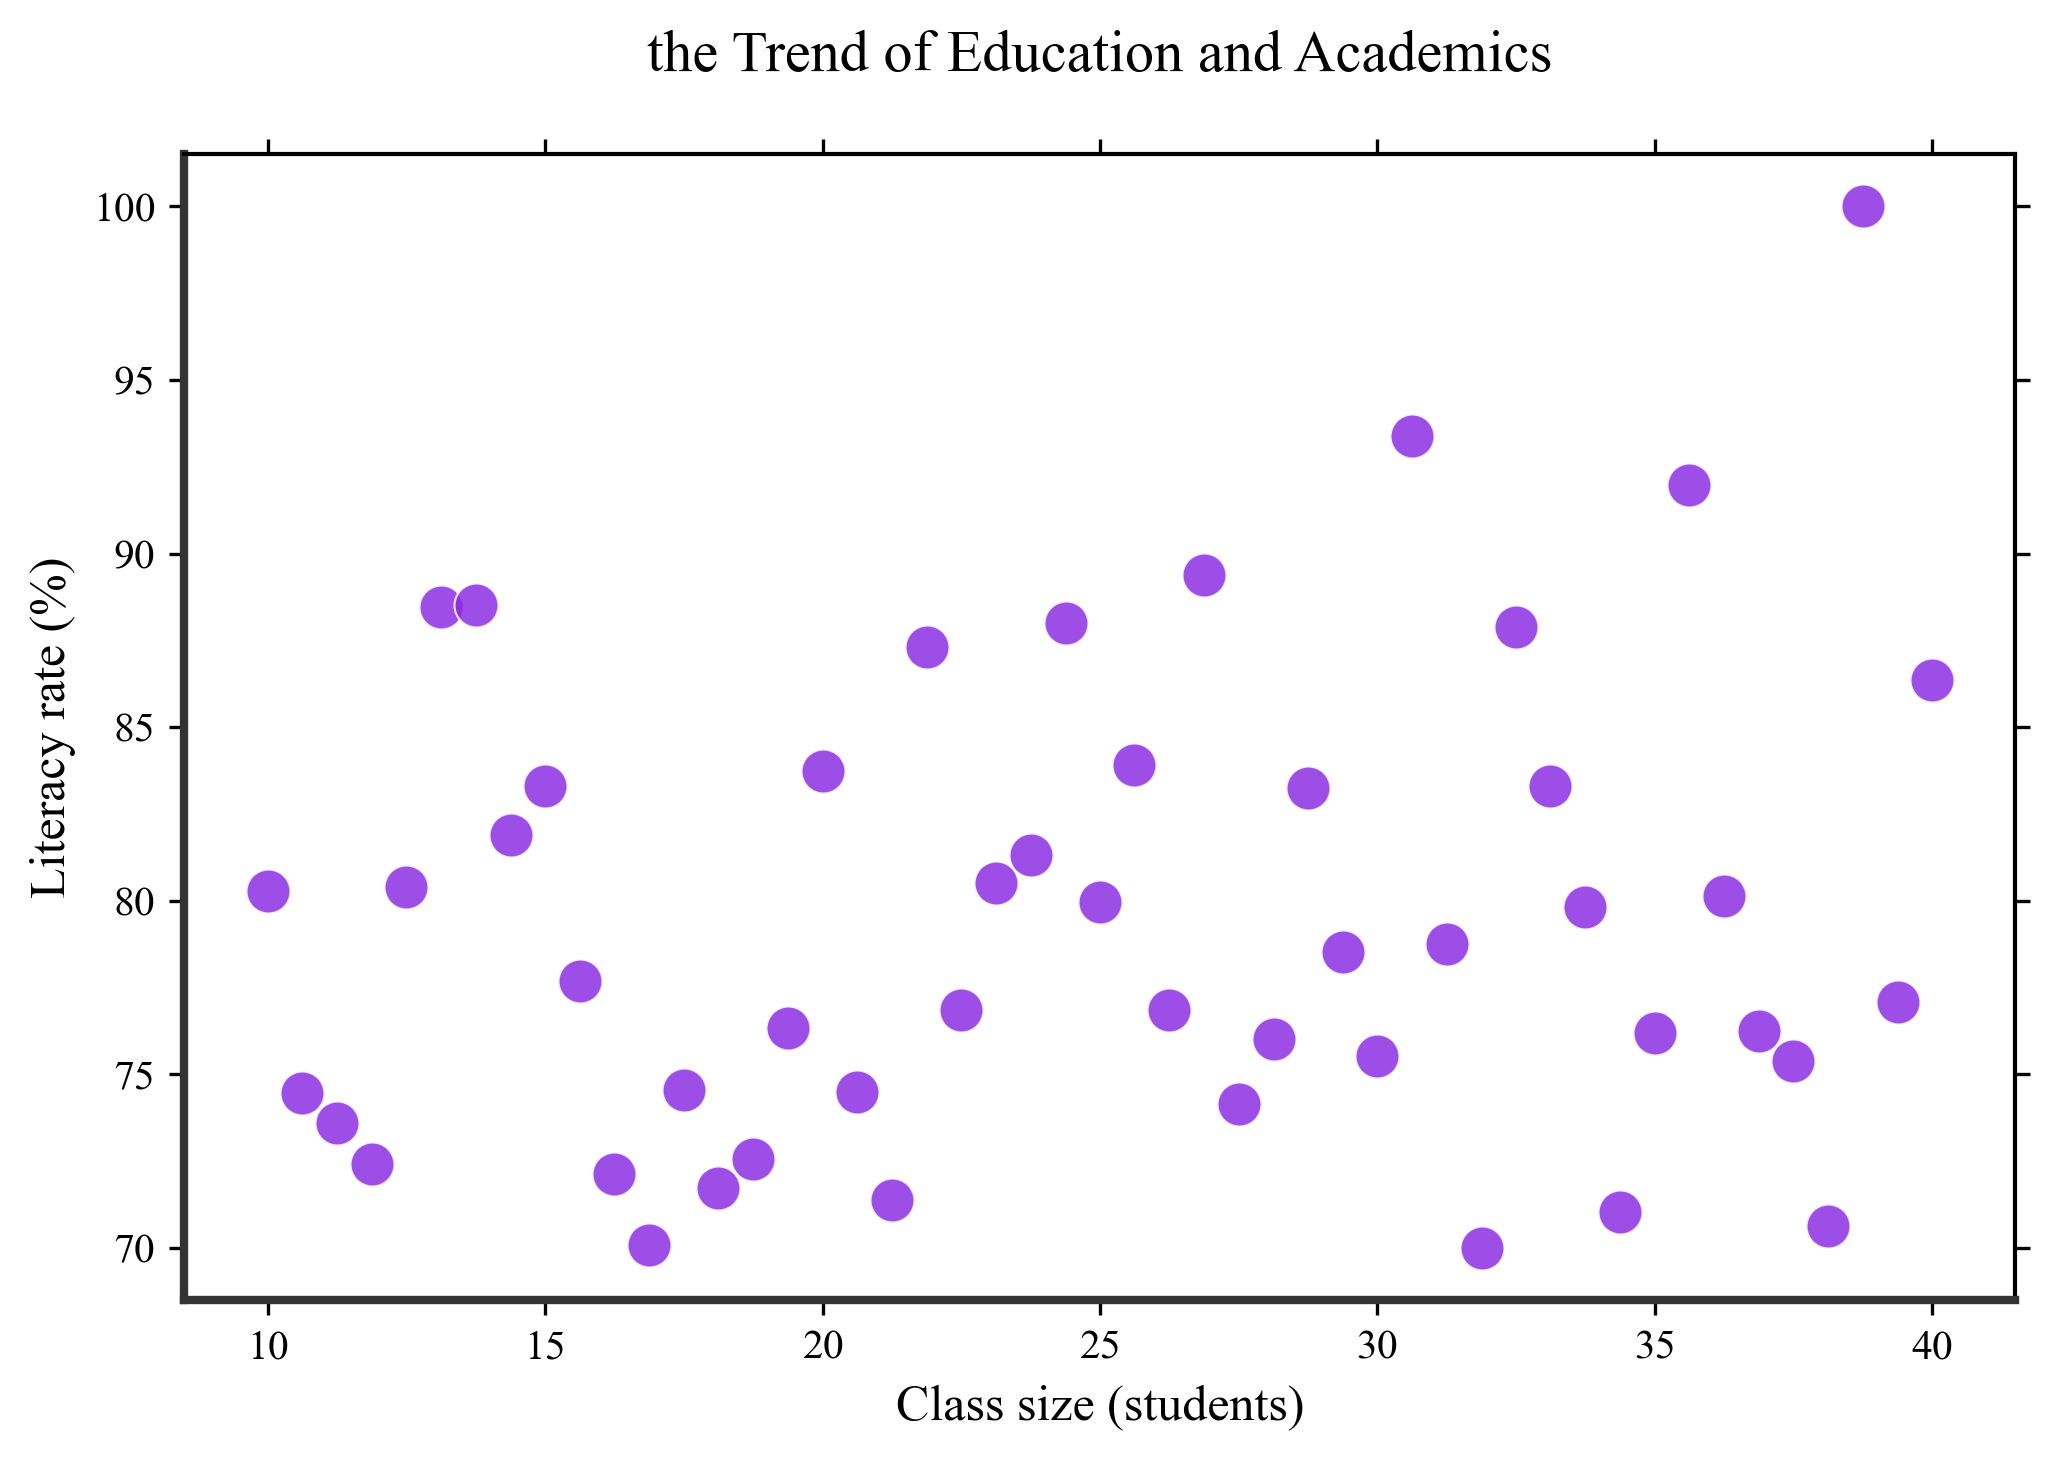 the Trend of Education and Academics
Literacy rate (%)
100
95
90
85
80
75
70
10 15 20 25 30 35 40
Class size (students)